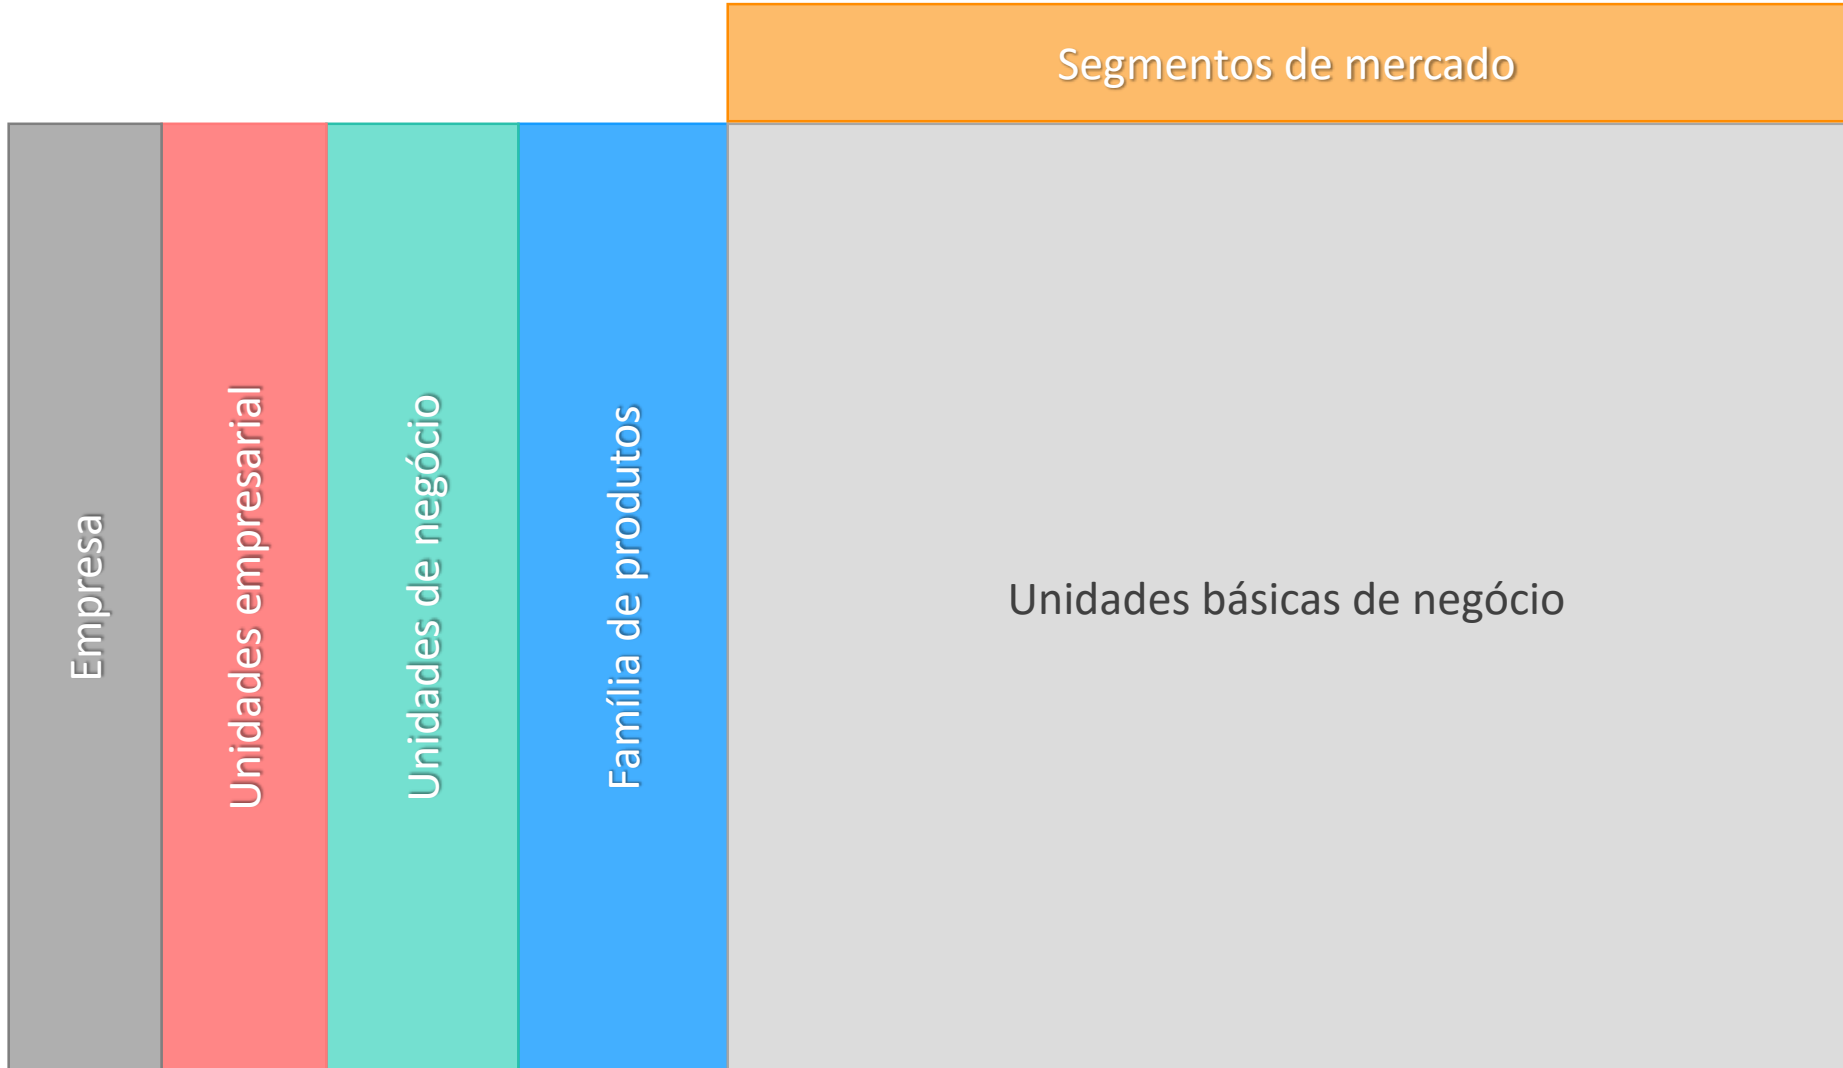 Segmentos de mercado
Empresa
Unidades empresarial
Unidades de negócio
Família de produtos
Unidades básicas de negócio